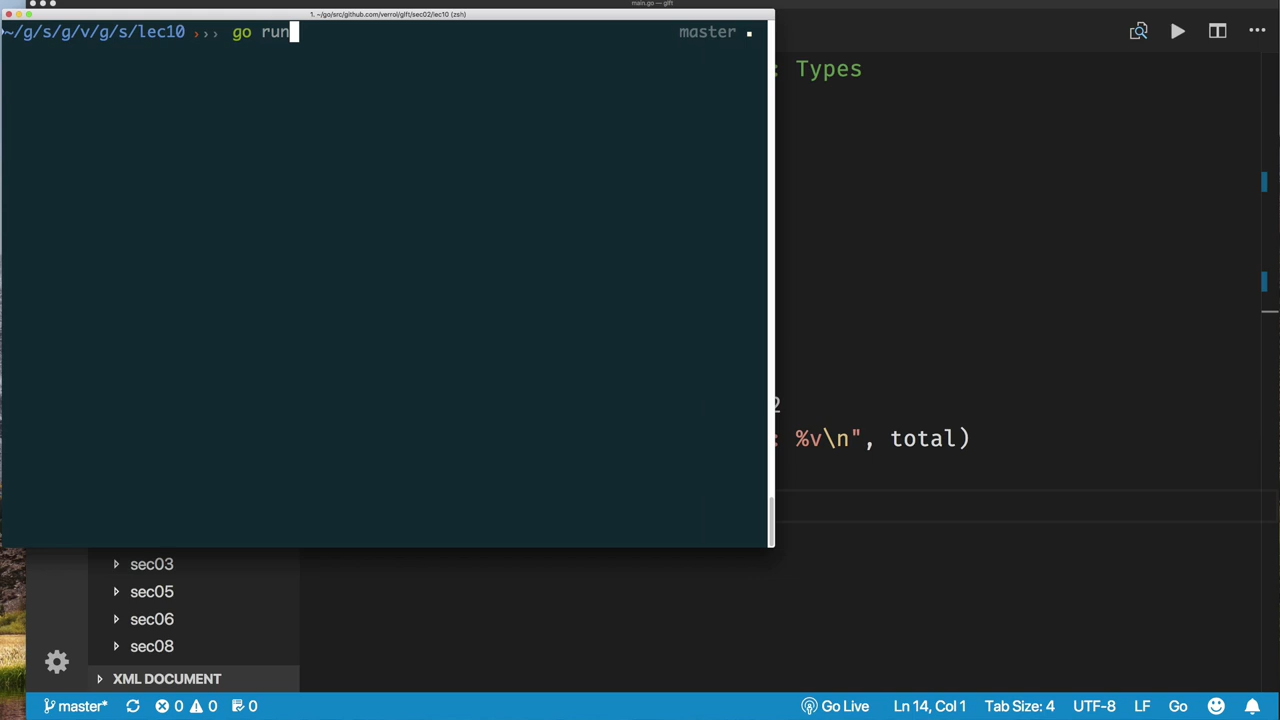 main.go — gift
1. ~/go/src/github.com/verrol/gift/sec02/lec10 (zsh)
~/g/s/g/v/g/s/lec10 ››› go run master
: Types
2
: %v\n", total)
sec03
sec05
sec06
sec08
XML DOCUMENT
master* 0 0 0 Go Live Ln 14, Col 1 Tab Size: 4 UTF-8 LF Go